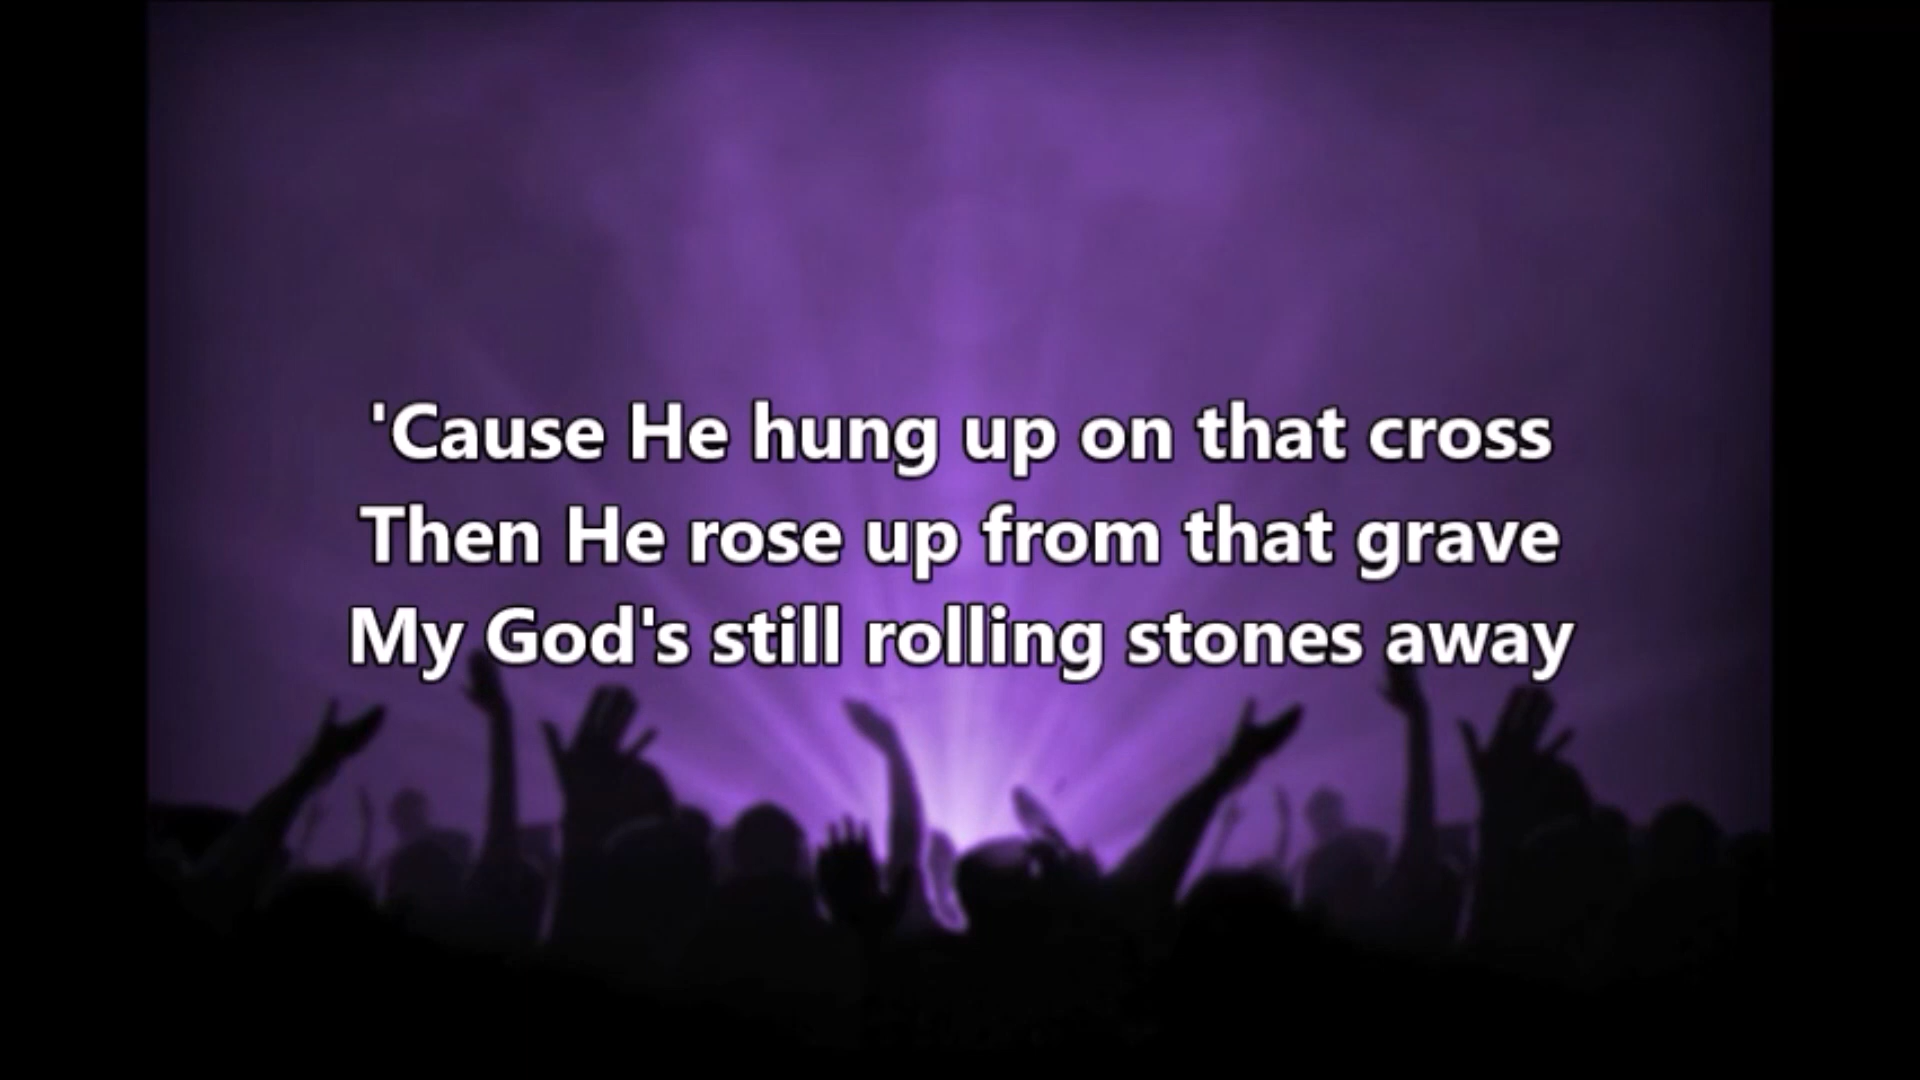 'Cause He hung up on that cross
Then He rose up from that grave
My God's still rolling stones away